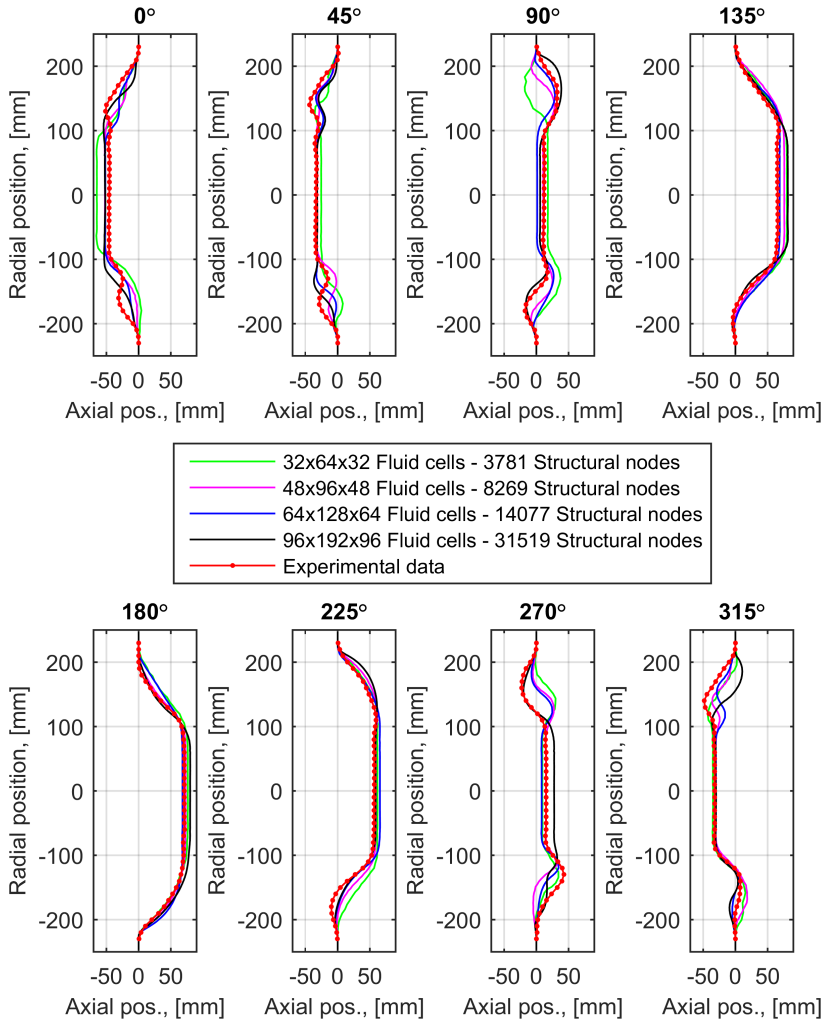 0° 45° 90° 135°
Radial position, [mm] 200 100 0 -100 -200
Radial position, [mm] 200 100 0 -100 -200
Radial position, [mm] 200 100 0 -100 -200
Radial position, [mm] 200 100 0 -100 -200
-50 0 50 -50 0 50 -50 0 50 -50 0 50
Axial pos., [mm] Axial pos., [mm] Axial pos., [mm] Axial pos., [mm]
32x64x32 Fluid cells - 3781 Structural nodes
48x96x48 Fluid cells - 8269 Structural nodes
64x128x64 Fluid cells - 14077 Structural nodes
96x192x96 Fluid cells - 31519 Structural nodes
Experimental data
180° 225° 270° 315°
Radial position, [mm] 200 100 0 -100 -200
Radial position, [mm] 200 100 0 -100 -200
Radial position, [mm] 200 100 0 -100 -200
Radial position, [mm] 200 100 0 -100 -200
-50 0 50 -50 0 50 -50 0 50 -50 0 50
Axial pos., [mm] Axial pos., [mm] Axial pos., [mm] Axial pos., [mm]